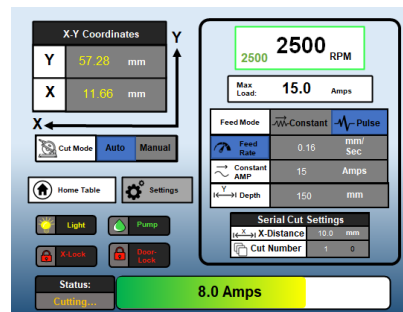 X-Y Coordinates
Y 57.28 mm
X 11.66 mm
Y
X
Cut Mode Auto Manual
Home Table Settings
Light Pump
X-Lock Door-Lock
Status:
Cutting...
8.0 Amps
2500 2500 RPM
Max Load: 15.0 Amps
Feed Mode Constant Pulse
Feed Rate 0.16 mm/Sec
Constant AMP 15 Amps
Y Depth 150 mm
Serial Cut Settings
X X-Distance 10.0 mm
Cut Number 1 0